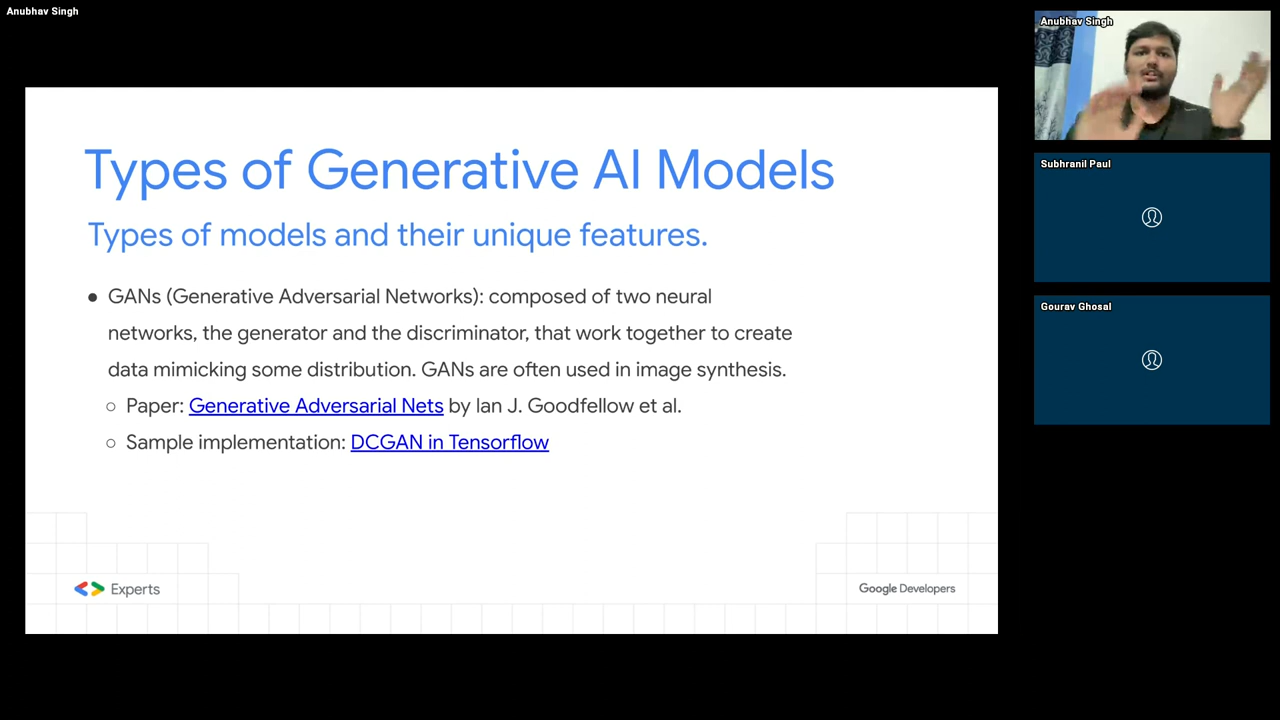 Anubhav Singh
Types of Generative AI Models
Types of models and their unique features.
● GANs (Generative Adversarial Networks): composed of two neural
networks, the generator and the discriminator, that work together to create
data mimicking some distribution. GANs are often used in image synthesis.
○ Paper: Generative Adversarial Nets by Ian J. Goodfellow et al.
○ Sample implementation: DCGAN in Tensorflow
Experts
Google Developers
Anubhav Singh
Subhranil Paul
Gourav Ghosal